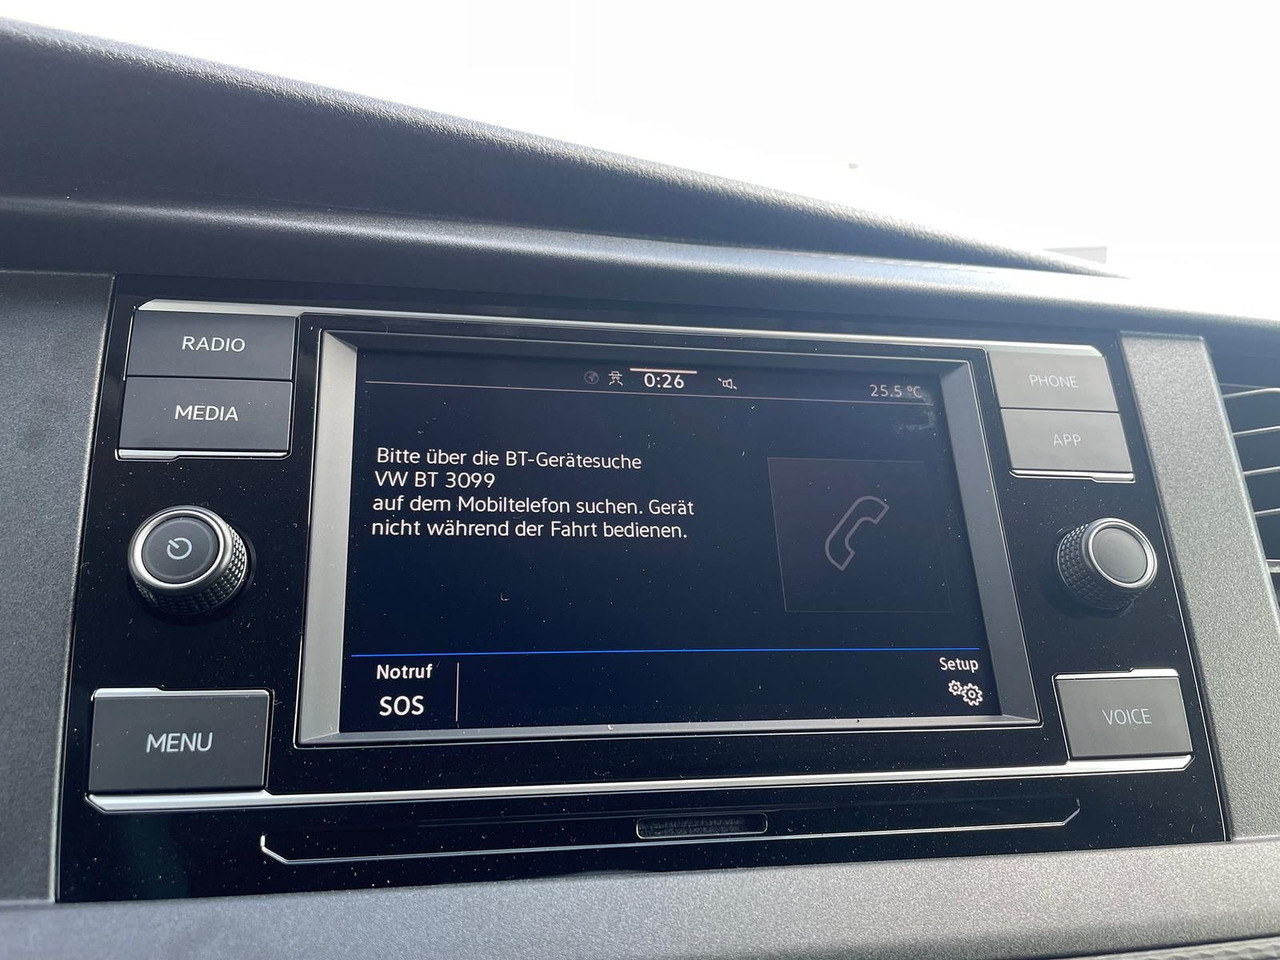 RADIO
MEDIA
MENU
0:26
25.5 °C
Bitte über die BT-Gerätesuche
VW BT 3099
auf dem Mobiltelefon suchen. Gerät
nicht während der Fahrt bedienen.
Notruf
SOS
Setup
PHONE
APP
VOICE